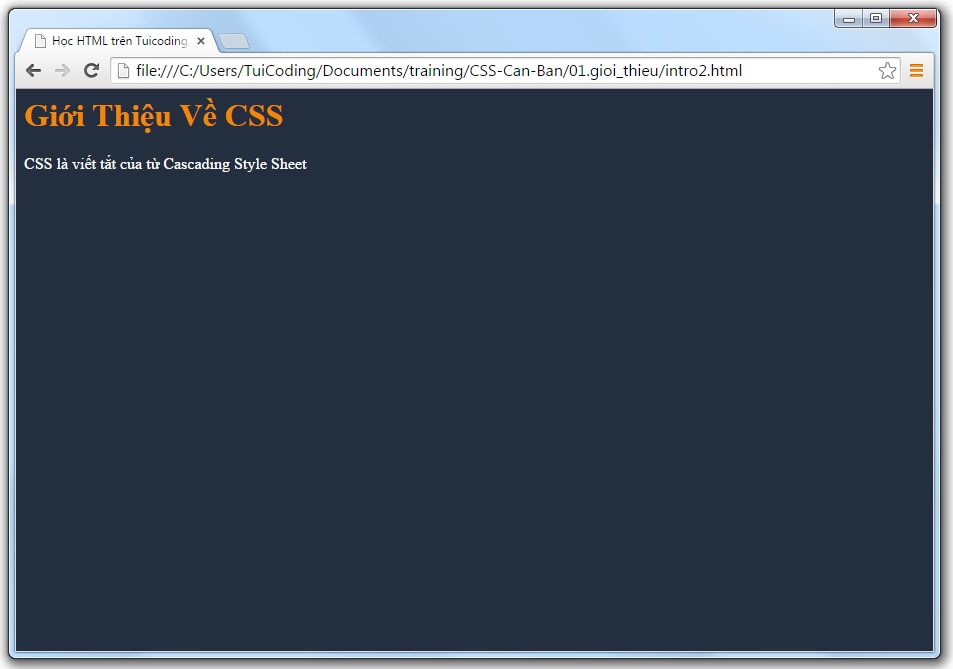 Học HTML trên Tuicoding
file:///C:/Users/TuiCoding/Documents/training/CSS-Can-Ban/01.gioi_thieu/intro2.html
Giới Thiệu Về CSS
CSS là viết tắt của từ Cascading Style Sheet